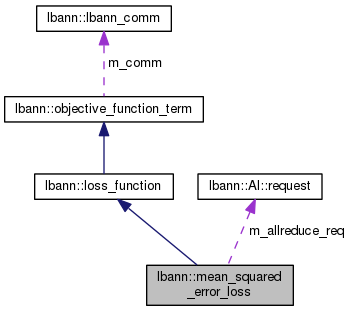 lbann::lbann_comm
m_comm
lbann::objective_function_term
lbann::loss_function
lbann::Al::request
m_allreduce_req
lbann::mean_squared
_error_loss